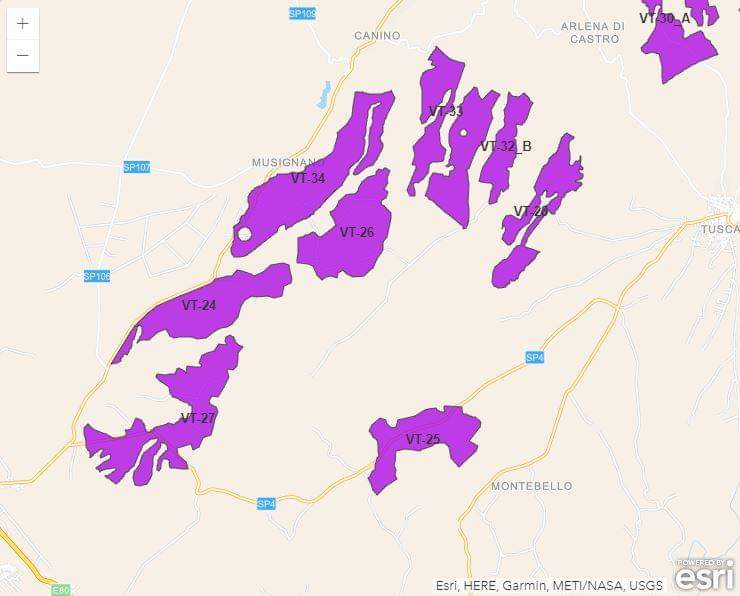 +
SP109
VT-30_A
ARLENA DI
CASTRO
CANINO
−
VT-33
VT-32_B
SP107
MUSIGNANO
VT-34
VT-28
VT-26
TUSCA
SP106
VT-24
SP4
VT-27
VT-25
MONTEBELLO
SP4
POWERED BY
esri
Esri, HERE, Garmin, METI/NASA, USGS
E80